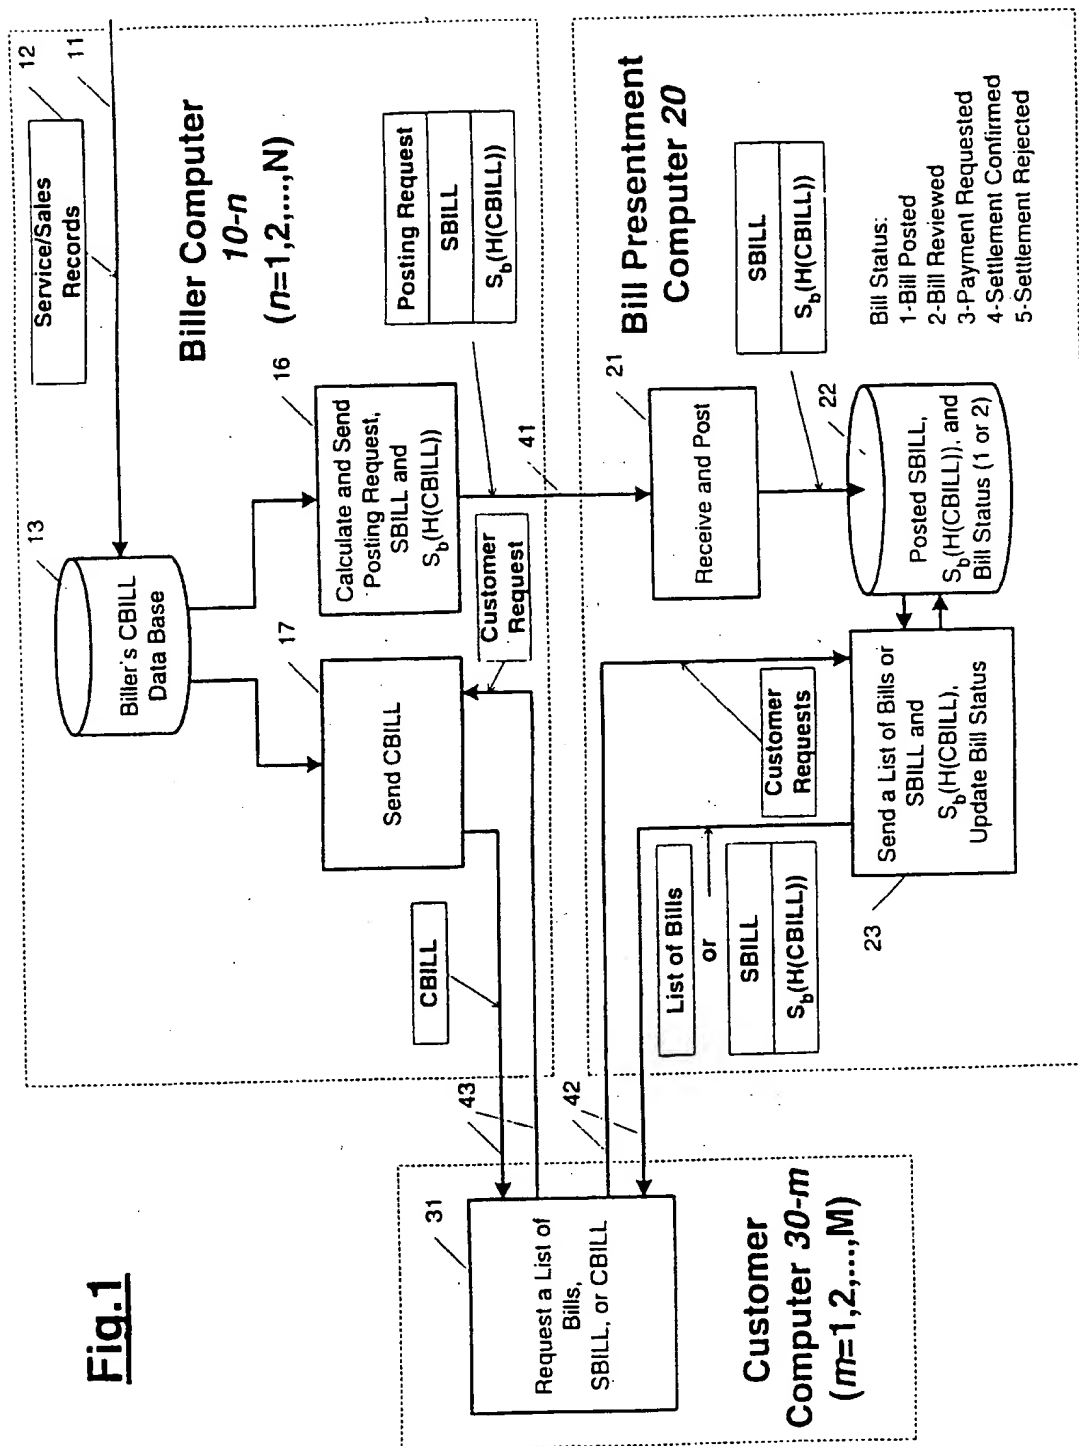 Fig.1
12
11
Service/Sales
Records
13
Biller's CBILL
Data Base
Biller Computer
10-n
(n=1,2,...,N)
17
Send CBILL
16
Calculate and Send
Posting Request,
SBILL and
S_b(H(CBILL))
Posting Request
SBILL
S_b(H(CBILL))
CBILL
Customer
Request
41
43
42
31
Request a List of
Bills,
SBILL, or CBILL
Customer
Computer 30-m
(m=1,2,...,M)
Bill Presentment
Computer 20
21
Receive and Post
SBILL
S_b(H(CBILL))
22
Posted SBILL,
S_b(H(CBILL)), and
Bill Status (1 or 2)
Customer
Requests
List of Bills
or
SBILL
S_b(H(CBILL))
23
Send a List of Bills or
SBILL and
S_b(H(CBILL),
Update Bill Status
Bill Status:
1-Bill Posted
2-Bill Reviewed
3-Payment Requested
4-Settlement Confirmed
5-Settlement Rejected